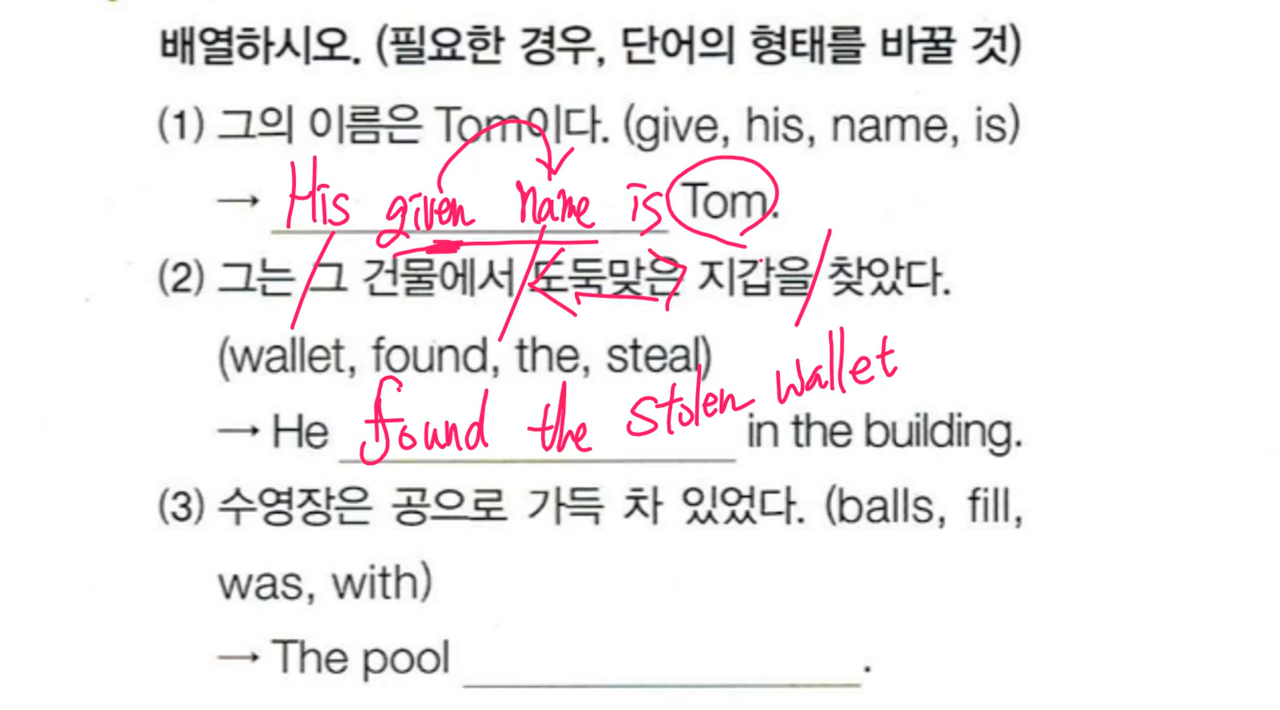 배열하시오. (필요한 경우, 단어의 형태를 바꿀 것)
(1) 그의 이름은 Tom이다. (give, his, name, is)
→ His given name is Tom.
(2) 그는 그 건물에서 도둑맞은 지갑을 찾았다.
(wallet, found, the, steal)
→ He found the stolen wallet in the building.
(3) 수영장은 공으로 가득 차 있었다. (balls, fill,
was, with)
→ The pool .